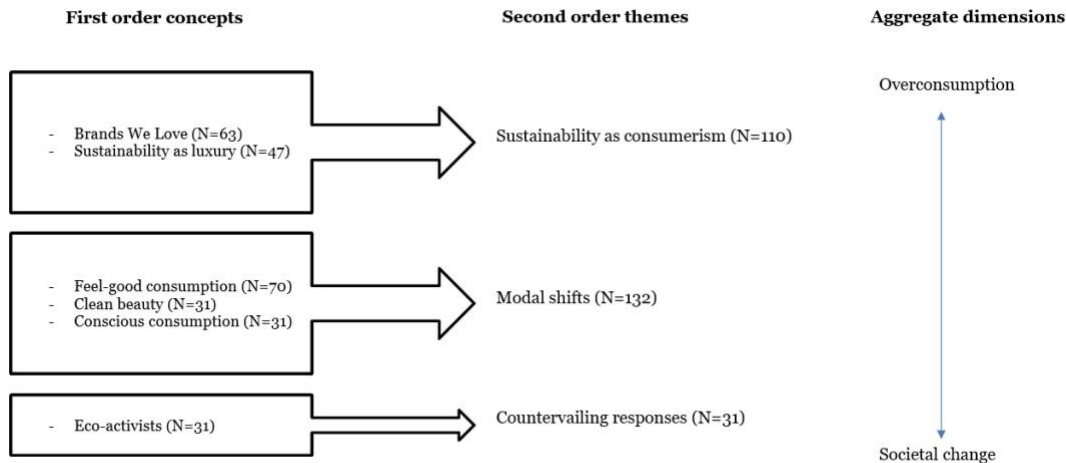 First order concepts
Second order themes
Aggregate dimensions
- Brands We Love (N=63)
- Sustainability as luxury (N=47)
Sustainability as consumerism (N=110)
Overconsumption
- Feel-good consumption (N=70)
- Clean beauty (N=31)
- Conscious consumption (N=31)
Modal shifts (N=132)
- Eco-activists (N=31)
Countervailing responses (N=31)
Societal change